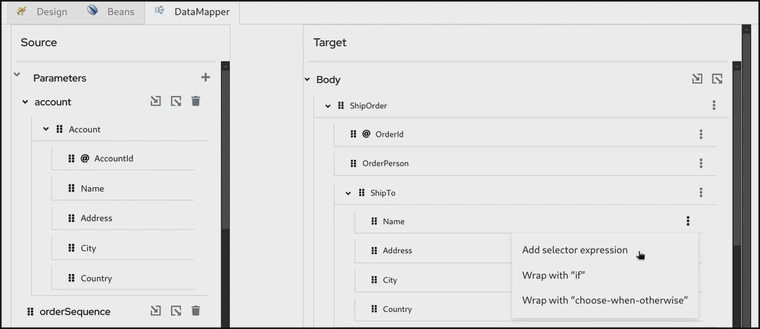 Design
Beans
DataMapper
Source
Target
Parameters
Body
account
ShipOrder
Account
@ OrderId
@ AccountId
OrderPerson
Name
ShipTo
Address
Name
City
Address
Add selector expression
Country
City
Wrap with “if”
orderSequence
Country
Wrap with “choose-when-otherwise”